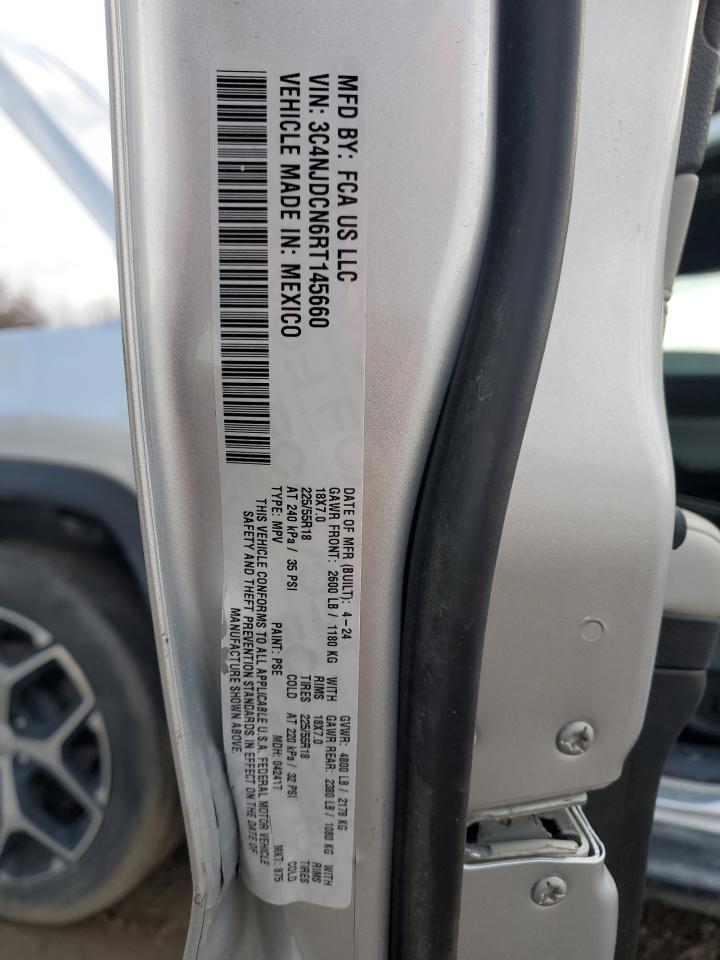 MFD BY: FCA US LLC
VIN: 3C4NJDCN6RT145660
VEHICLE MADE IN: MEXICO
DATE OF MFR (BUILT): 4-24 GVWR: 4800 LB / 2178 KG
GAWR FRONT: 2600 LB / 1180 KG WITH GAWR REAR: 2380 LB / 1080 KG WITH
18X7.0 RIMS 18X7.0 RIMS
225/55R18 TIRES 225/55R18 TIRES
AT 240 kPa / 35 PSI COLD AT 220 kPa / 32 PSI COLD
TYPE: MPV PAINT: PSE MDH: 042417 MKT: 875
THIS VEHICLE CONFORMS TO ALL APPLICABLE U.S.A. FEDERAL MOTOR VEHICLE
SAFETY AND THEFT PREVENTION STANDARDS IN EFFECT ON THE DATE OF
MANUFACTURE SHOWN ABOVE.